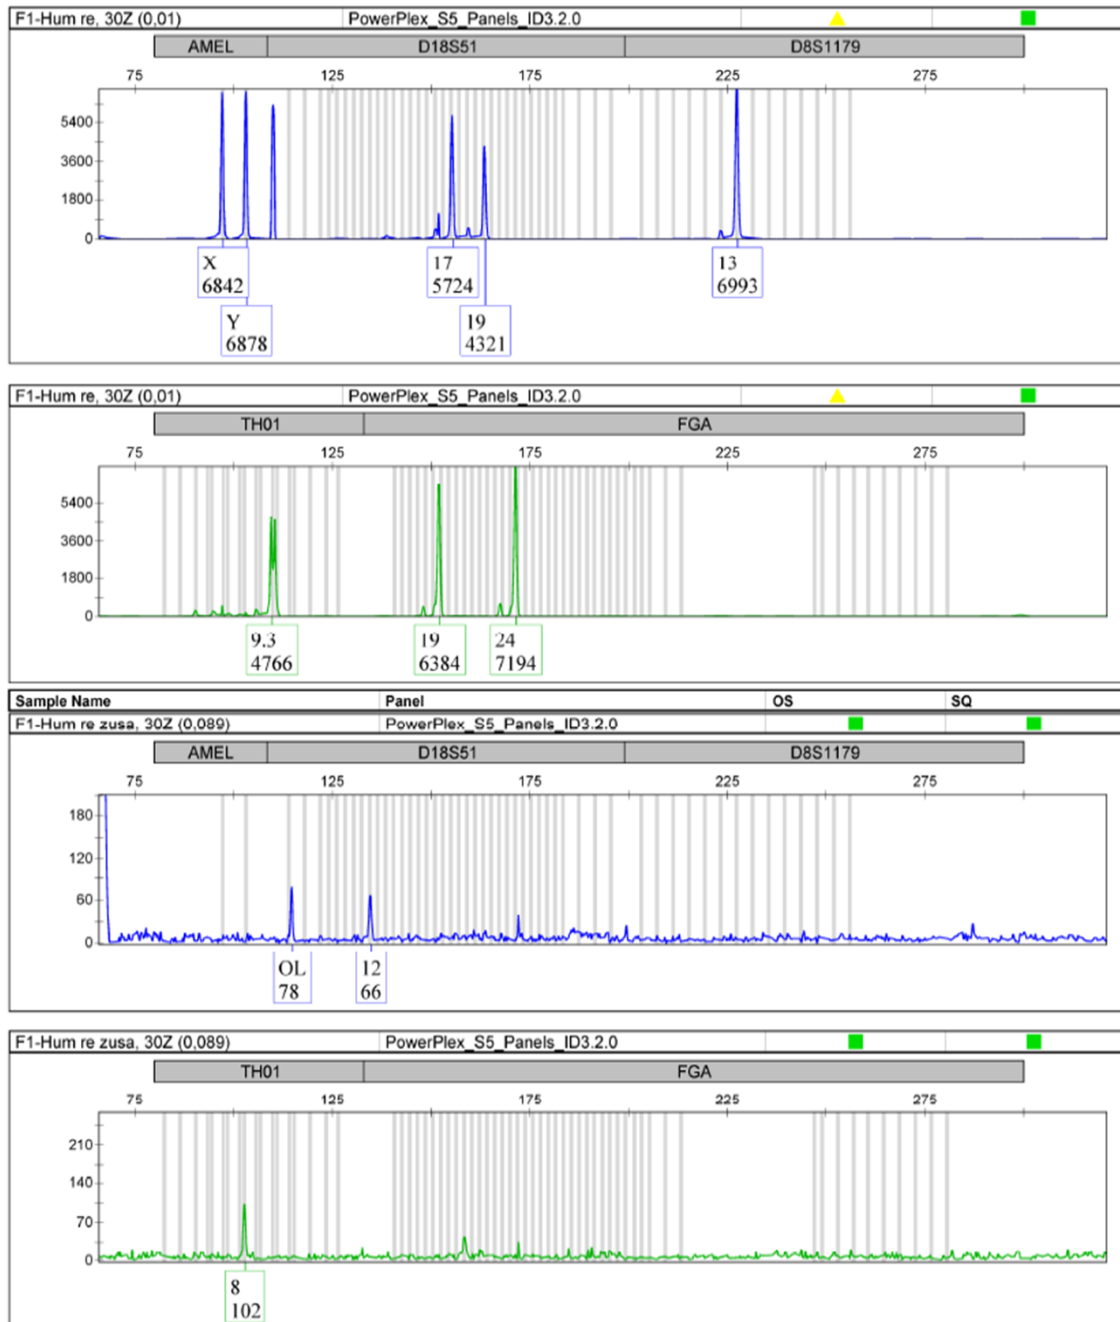 F1-Hum re, 30Z (0,01) PowerPlex_S5_Panels_ID3.2.0
AMEL D18S51 D8S1179
75 125 175 225 275
5400
3600
1800
0
X
6842
17
5724
13
6993
Y
6878
19
4321
F1-Hum re, 30Z (0,01) PowerPlex_S5_Panels_ID3.2.0
TH01 FGA
75 125 175 225 275
5400
3600
1800
0
9.3
4766
19
6384
24
7194
Sample Name Panel OS SQ
F1-Hum re zusa, 30Z (0,089) PowerPlex_S5_Panels_ID3.2.0
AMEL D18S51 D8S1179
75 125 175 225 275
180
120
60
0
OL
78
12
66
F1-Hum re zusa, 30Z (0,089) PowerPlex_S5_Panels_ID3.2.0
TH01 FGA
75 125 175 225 275
210
140
70
0
8
102